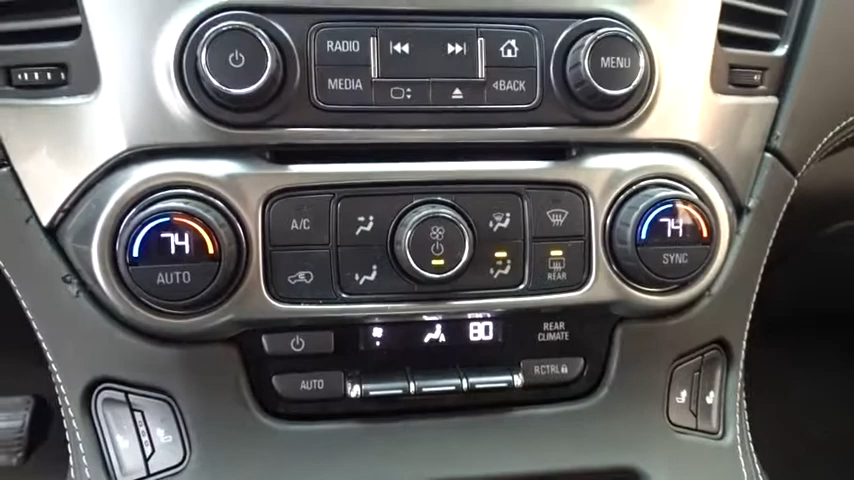 RADIO
MEDIA
BACK
MENU
A/C
74
AUTO
REAR
74
SYNC
80
REAR
CLIMATE
AUTO
RCTRL